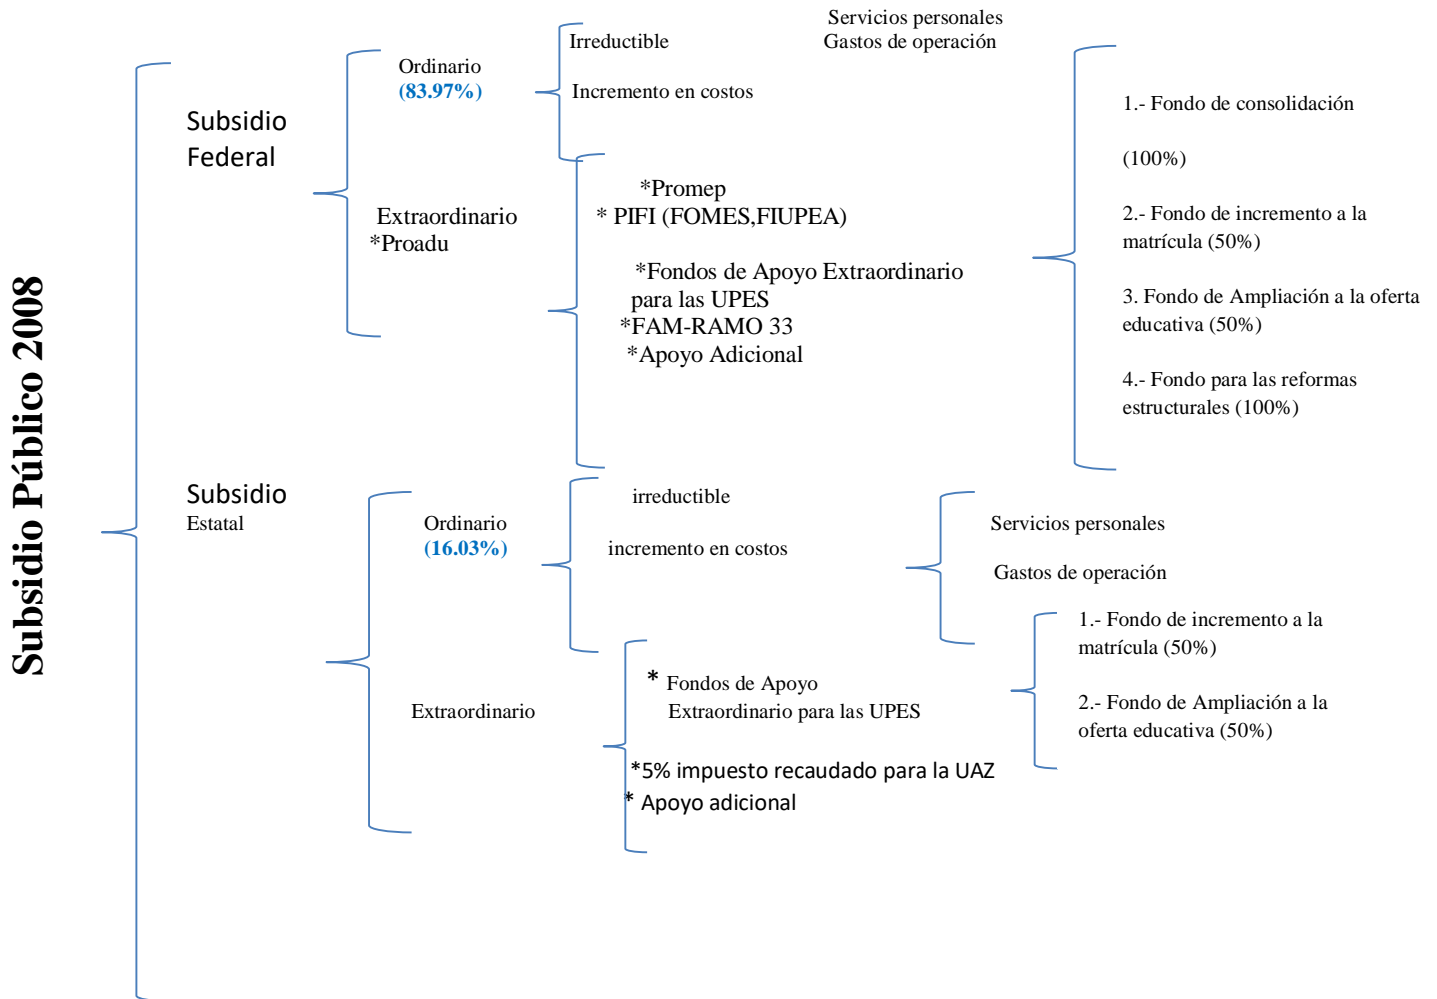 Subsidio Público 2008
Subsidio
Federal
Ordinario
(83.97%)
Irreductible
Incremento en costos
Servicios personales
Gastos de operación
Extraordinario
*Proadu
*Promep
* PIFI (FOMES,FIUPEA)
*Fondos de Apoyo Extraordinario
para las UPES
*FAM-RAMO 33
*Apoyo Adicional
1.- Fondo de consolidación
(100%)
2.- Fondo de incremento a la
matrícula (50%)
3. Fondo de Ampliación a la oferta
educativa (50%)
4.- Fondo para las reformas
estructurales (100%)
Subsidio
Estatal
Ordinario
(16.03%)
irreductible
incremento en costos
Servicios personales
Gastos de operación
Extraordinario
* Fondos de Apoyo
Extraordinario para las UPES
*5% impuesto recaudado para la UAZ
* Apoyo adicional
1.- Fondo de incremento a la
matrícula (50%)
2.- Fondo de Ampliación a la
oferta educativa (50%)